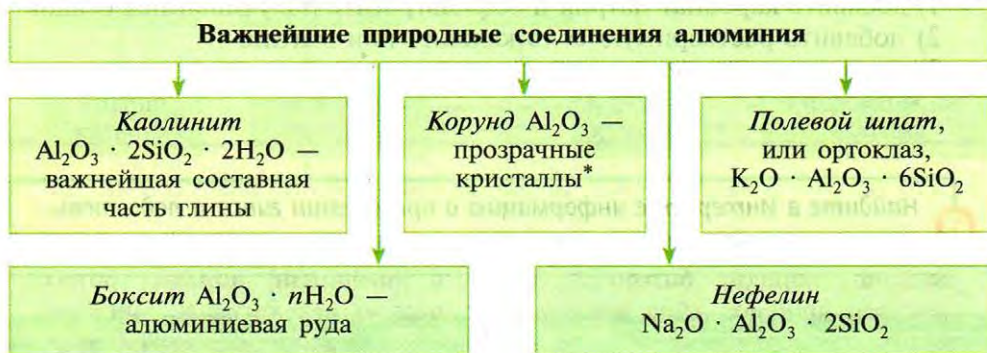 Важнейшие природные соединения алюминия
Каолинит
Al₂O₃ · 2SiO₂ · 2H₂O —
важнейшая составная
часть глины
Корунд Al₂O₃ —
прозрачные
кристаллы*
Полевой шпат,
или ортоклаз,
K₂O · Al₂O₃ · 6SiO₂
Боксит Al₂O₃ · nH₂O —
алюминиевая руда
Нефелин
Na₂O · Al₂O₃ · 2SiO₂